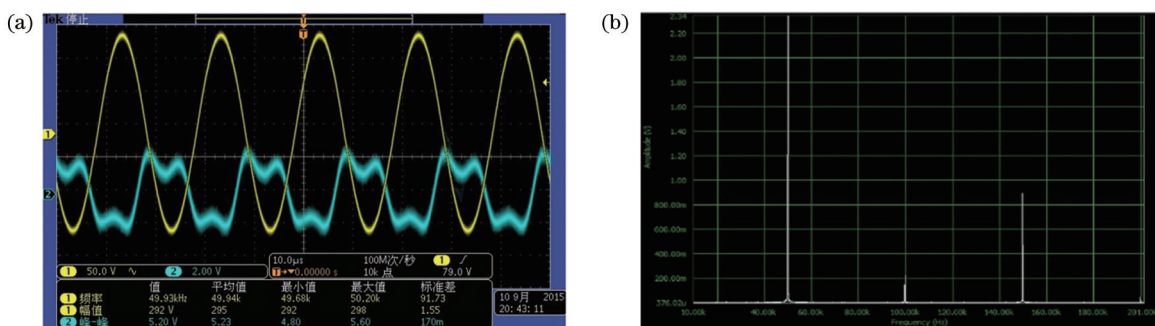 (a)
Tek 停止
T
1
2
1 50.0 V ∿ 2 2.00 V
10.0μs 100M次/秒 1 ∫
T→▼0.00000 s 10k 点 79.0 V
值 平均值 最小值 最大值 标准差
1 频率 49.93kHz 49.94k 49.68k 50.20k 91.73
1 幅值 292 V 295 292 298 1.55
2 峰-峰 5.20 V 5.23 4.80 5.60 170m
10 9月 2015
20:43:11
(b)
2.34
2.20
2.00
1.80
1.60
1.40
1.20
1.00
800.00m
600.00m
400.00m
200.00m
376.02u
Amplitude [V]
10.00k 40.00k 60.00k 80.00k 100.00k 120.00k 140.00k 160.00k 180.00k 201.00k
Frequency [Hz]